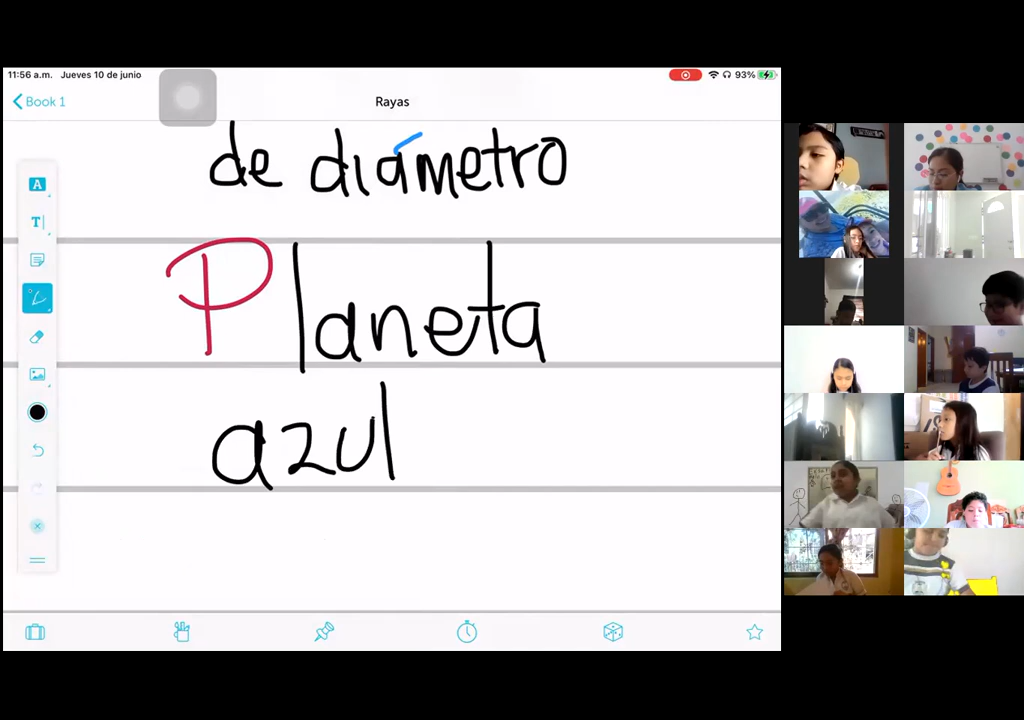 11:56 a.m. Jueves 10 de junio
93%
Book 1
Rayas
de diámetro
Planeta
azul
A
T